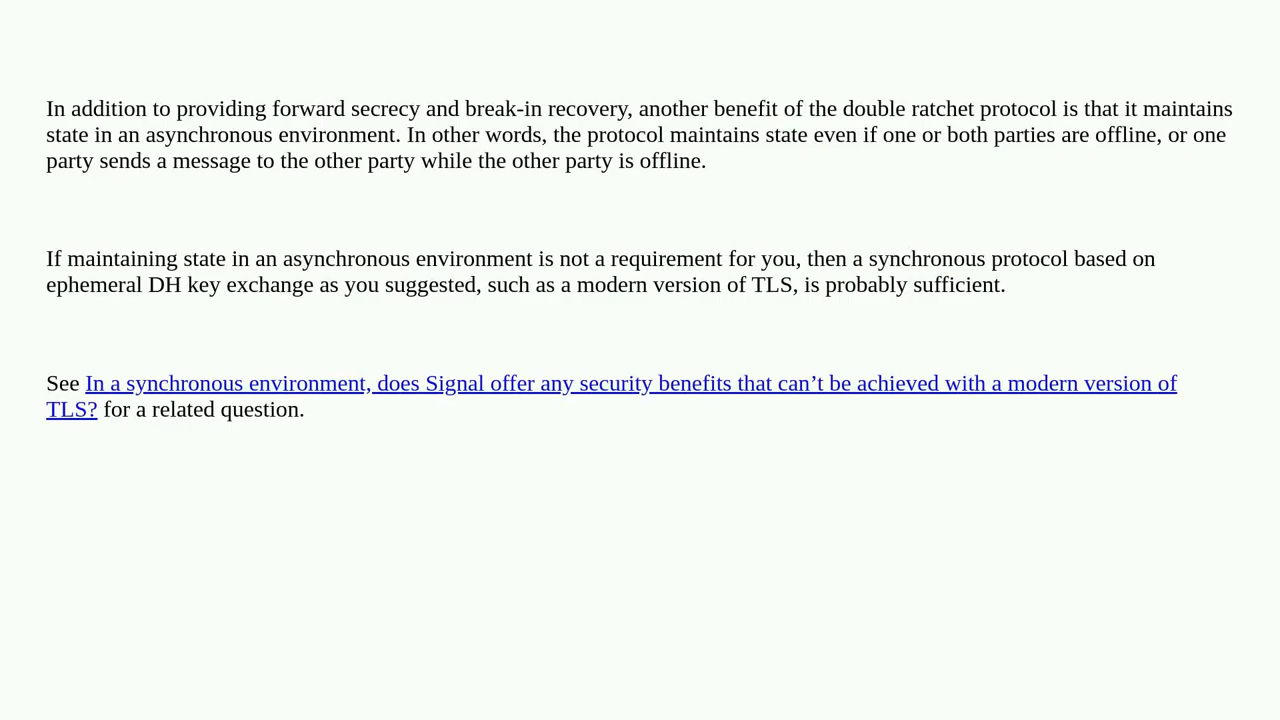 In addition to providing forward secrecy and break-in recovery, another benefit of the double ratchet protocol is that it maintains
state in an asynchronous environment. In other words, the protocol maintains state even if one or both parties are offline, or one
party sends a message to the other party while the other party is offline.
If maintaining state in an asynchronous environment is not a requirement for you, then a synchronous protocol based on
ephemeral DH key exchange as you suggested, such as a modern version of TLS, is probably sufficient.
See In a synchronous environment, does Signal offer any security benefits that can’t be achieved with a modern version of
TLS? for a related question.